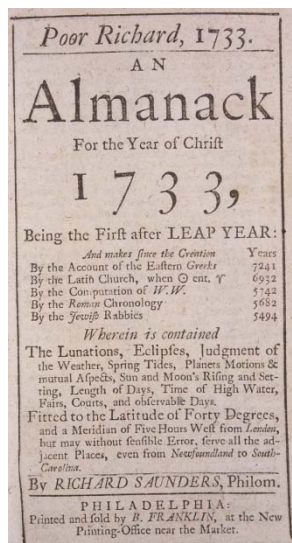 Poor Richard, 1733.
AN
Almanack
For the Year of Chriſt
1733,
Being the Firſt after LEAP YEAR:
And makes ſince the Creation Years
By the Account of the Eaſtern Greeks 7241
By the Latin Church, when ☉ ent. ♈ 6932
By the Computation of W.W. 5742
By the Roman Chronology 5682
By the Jewiſh Rabbies 5494
Wherein is contained
The Lunations, Eclipſes, Judgment of
the Weather, Spring Tides, Planets Motions &
mutual Aſpects, Sun and Moon's Riſing and Set-
ting, Length of Days, Time of High Water,
Fairs, Courts, and obſervable Days.
Fitted to the Latitude of Forty Degrees,
and a Meridian of Five Hours Weſt from London,
but may without ſenſible Error, ſerve all the ad-
jacent Places, even from Newfoundland to South-
Carolina.
By RICHARD SAUNDERS, Philom.
PHILADELPHIA:
Printed and ſold by B. FRANKLIN, at the New
Printing-Office near the Market.